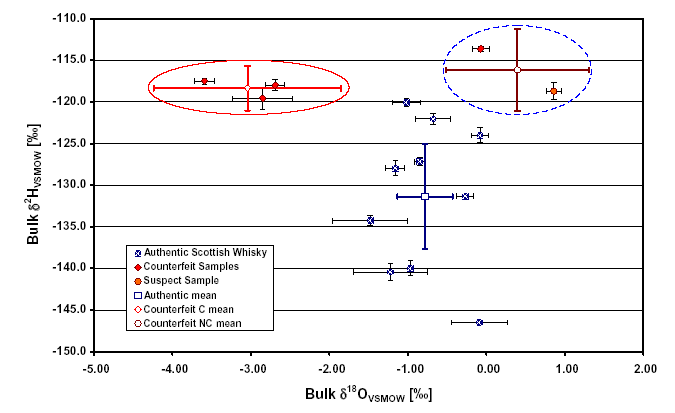 -110.0
-115.0
-120.0
-125.0
-130.0
-135.0
-140.0
-145.0
-150.0
Bulk δ²H_VSMOW [‰]
Authentic Scottish Whisky
Counterfeit Samples
Suspect Sample
Authentic mean
Counterfeit C mean
Counterfeit NC mean
-5.00 -4.00 -3.00 -2.00 -1.00 0.00 1.00 2.00
Bulk δ¹⁸O_VSMOW [‰]